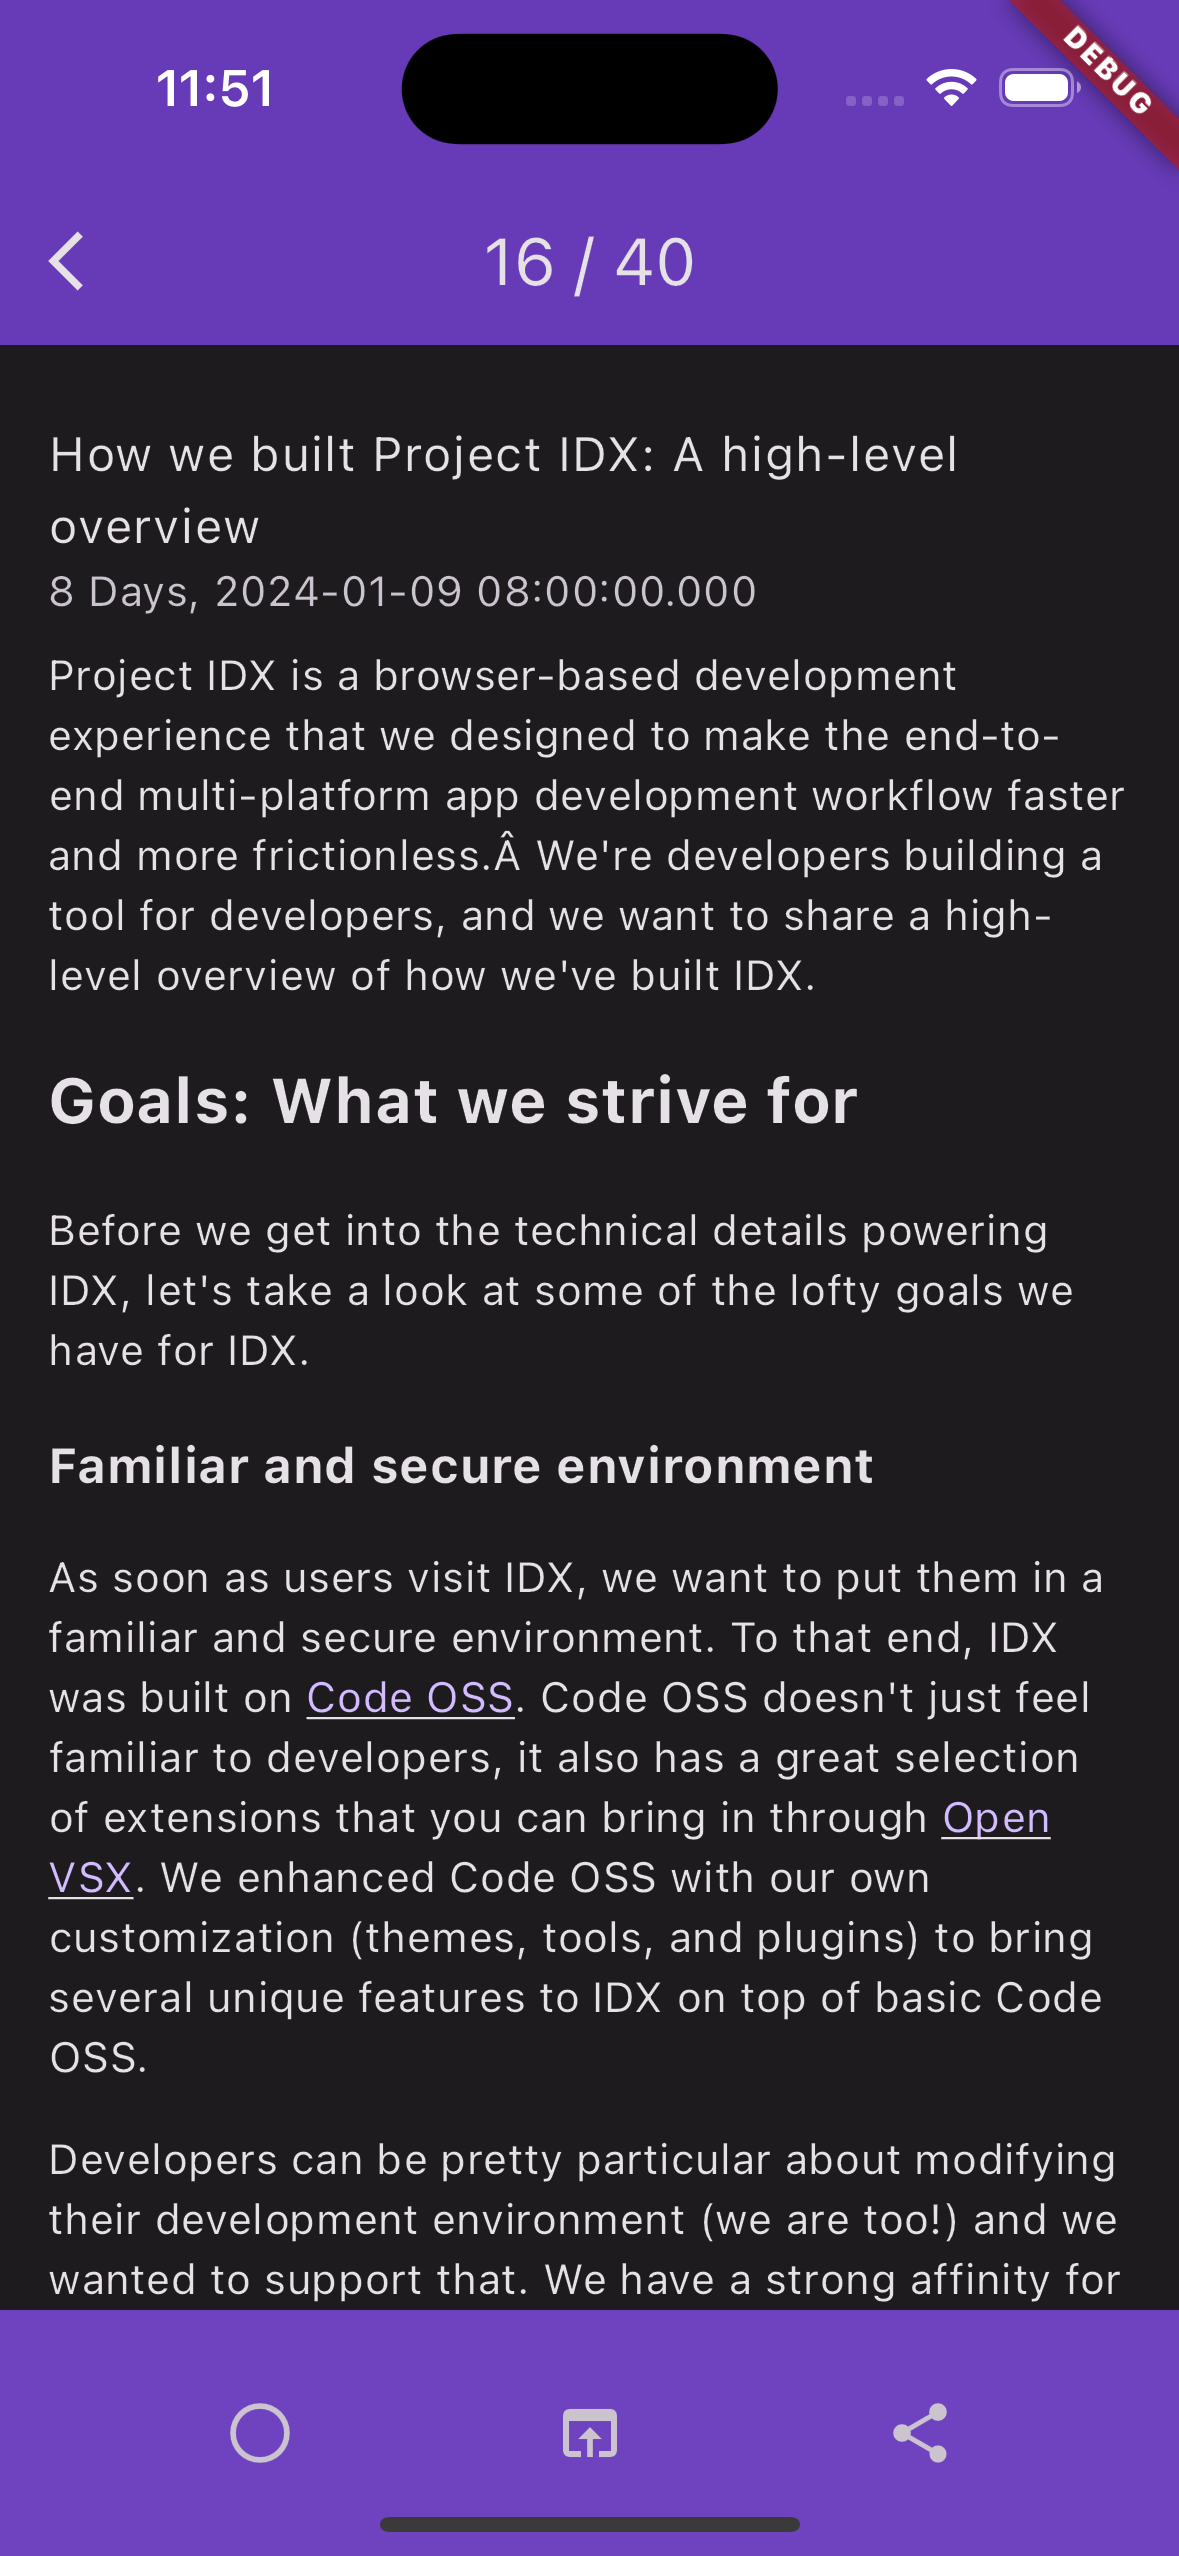 11:51
DEBUG
16 / 40
How we built Project IDX: A high-level
overview
8 Days, 2024-01-09 08:00:00.000
Project IDX is a browser-based development
experience that we designed to make the end-to-
end multi-platform app development workflow faster
and more frictionless.Â We're developers building a
tool for developers, and we want to share a high-
level overview of how we've built IDX.
Goals: What we strive for
Before we get into the technical details powering
IDX, let's take a look at some of the lofty goals we
have for IDX.
Familiar and secure environment
As soon as users visit IDX, we want to put them in a
familiar and secure environment. To that end, IDX
was built on Code OSS. Code OSS doesn't just feel
familiar to developers, it also has a great selection
of extensions that you can bring in through Open
VSX. We enhanced Code OSS with our own
customization (themes, tools, and plugins) to bring
several unique features to IDX on top of basic Code
OSS.
Developers can be pretty particular about modifying
their development environment (we are too!) and we
wanted to support that. We have a strong affinity for